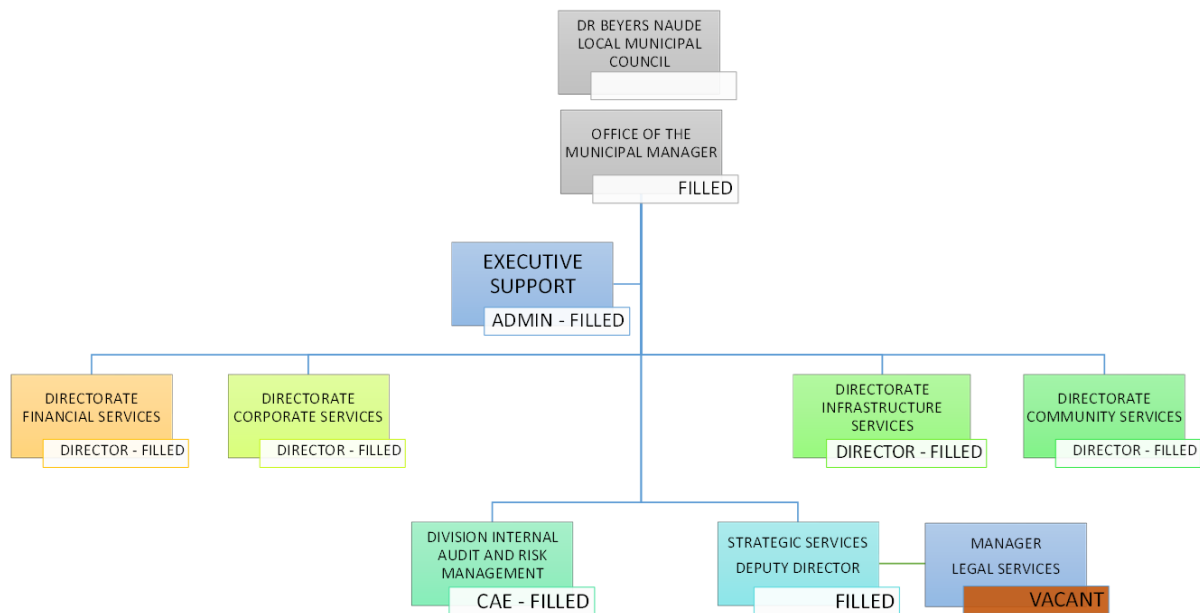 DR BEYERS NAUDE
LOCAL MUNICIPAL
COUNCIL
OFFICE OF THE
MUNICIPAL MANAGER
FILLED
EXECUTIVE
SUPPORT
ADMIN - FILLED
DIRECTORATE
FINANCIAL SERVICES
DIRECTOR - FILLED
DIRECTORATE
CORPORATE SERVICES
DIRECTOR - FILLED
DIRECTORATE
INFRASTRUCTURE
SERVICES
DIRECTOR - FILLED
DIRECTORATE
COMMUNITY SERVICES
DIRECTOR - FILLED
DIVISION INTERNAL
AUDIT AND RISK
MANAGEMENT
CAE - FILLED
STRATEGIC SERVICES
DEPUTY DIRECTOR
FILLED
MANAGER
LEGAL SERVICES
VACANT